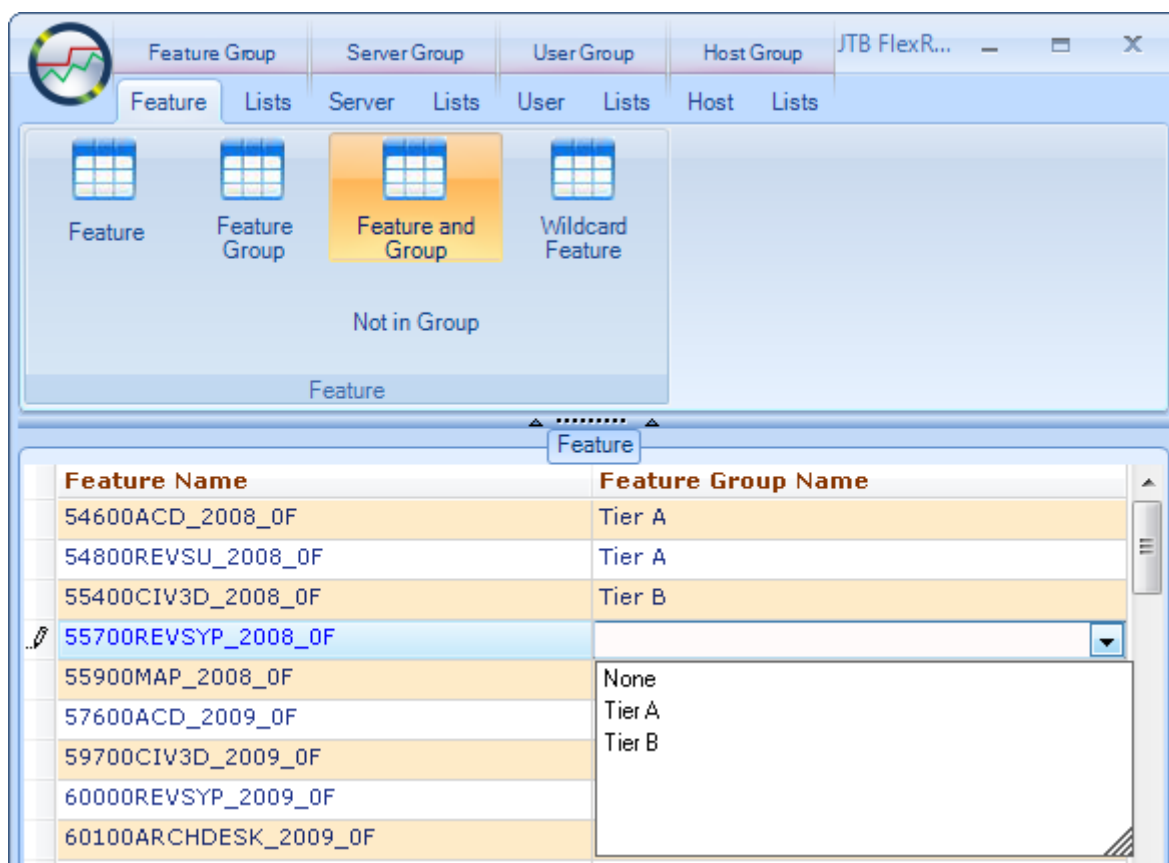 Feature Group Server Group User Group Host Group JTB FlexR...
Feature Lists Server Lists User Lists Host Lists
Feature
Feature Group
Feature and Group
Wildcard Feature
Not in Group
Feature
Feature
Feature Name Feature Group Name
54600ACD_2008_0F Tier A
54800REVSU_2008_0F Tier A
55400CIV3D_2008_0F Tier B
55700REVSYP_2008_0F
55900MAP_2008_0F
57600ACD_2009_0F
59700CIV3D_2009_0F
60000REVSYP_2009_0F
60100ARCHDESK_2009_0F
None
Tier A
Tier B